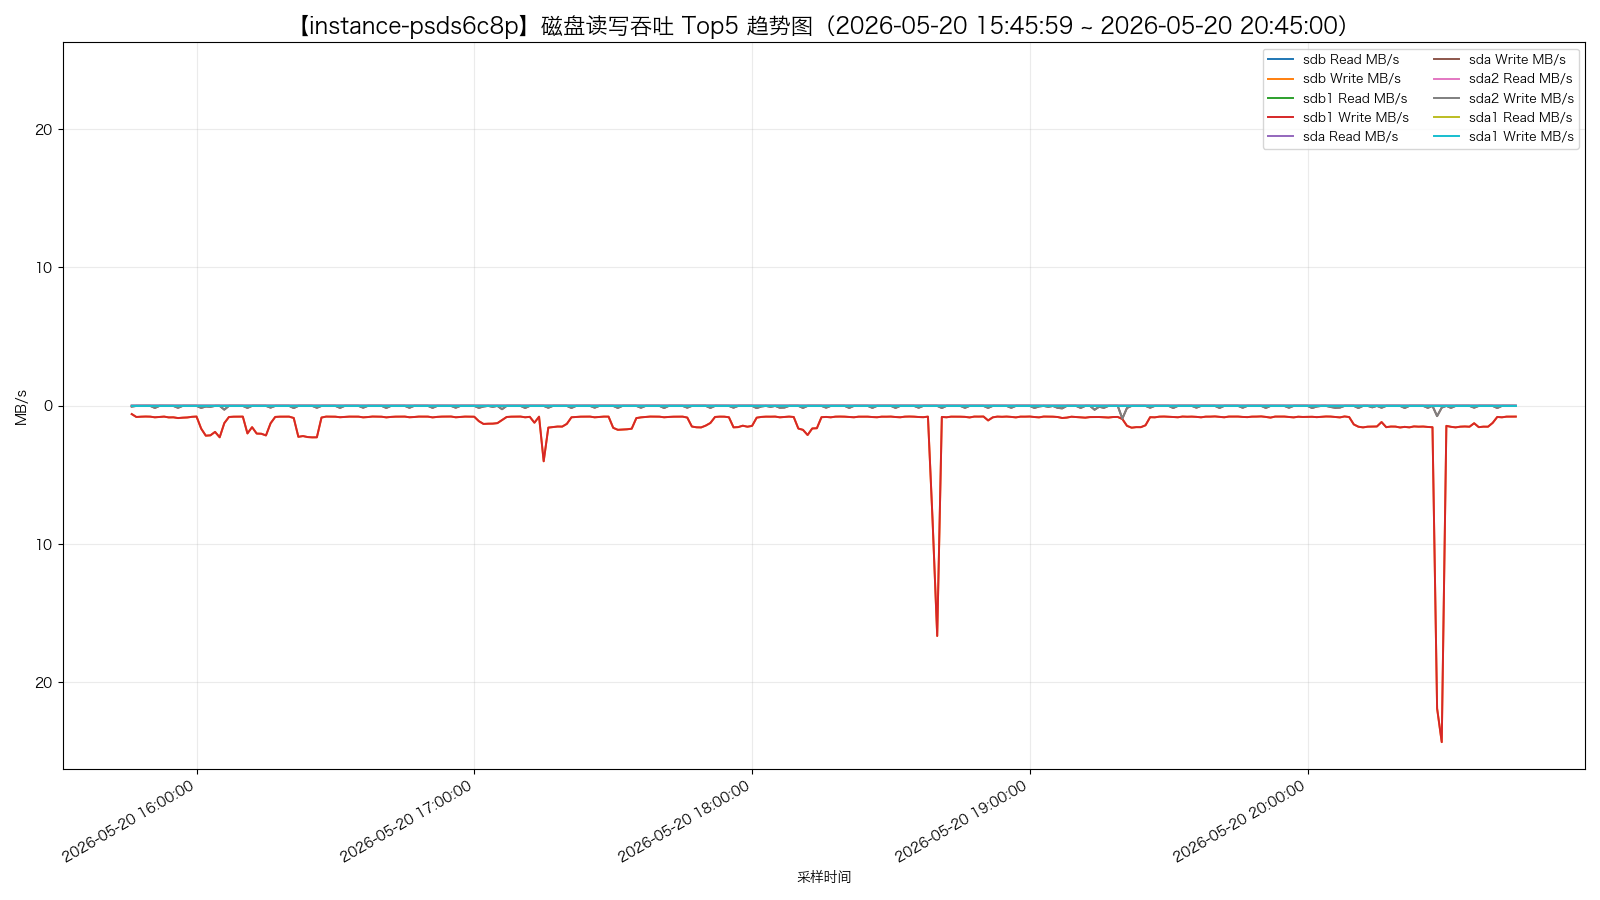 【instance-psds6c8p】磁盘读写吞吐 Top5 趋势图（2026-05-20 15:45:59 ~ 2026-05-20 20:45:00）
sdb Read MB/s
sdb Write MB/s
sdb1 Read MB/s
sdb1 Write MB/s
sda Read MB/s
sda Write MB/s
sda2 Read MB/s
sda2 Write MB/s
sda1 Read MB/s
sda1 Write MB/s
MB/s
20
10
0
10
20
2026-05-20 16:00:00
2026-05-20 17:00:00
2026-05-20 18:00:00
2026-05-20 19:00:00
2026-05-20 20:00:00
采样时间